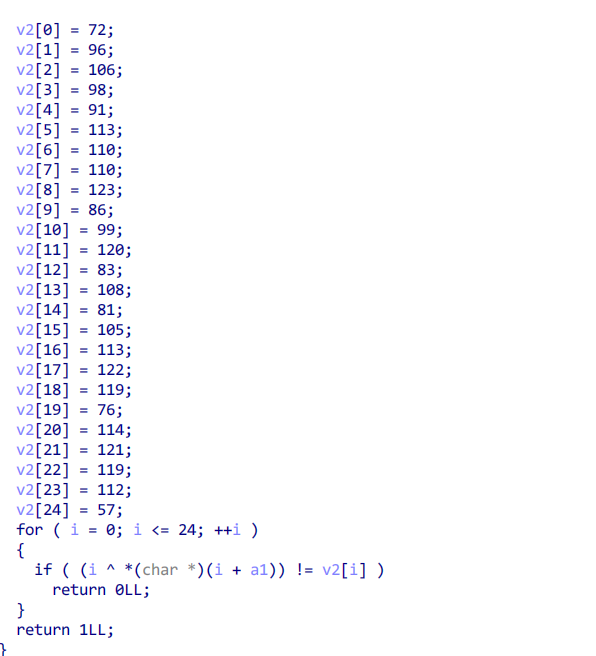 v2[0] = 72;
v2[1] = 96;
v2[2] = 106;
v2[3] = 98;
v2[4] = 91;
v2[5] = 113;
v2[6] = 110;
v2[7] = 110;
v2[8] = 123;
v2[9] = 86;
v2[10] = 99;
v2[11] = 120;
v2[12] = 83;
v2[13] = 108;
v2[14] = 81;
v2[15] = 105;
v2[16] = 113;
v2[17] = 122;
v2[18] = 119;
v2[19] = 76;
v2[20] = 114;
v2[21] = 121;
v2[22] = 119;
v2[23] = 112;
v2[24] = 57;
for ( i = 0; i <= 24; ++i )
{
if ( (i ^ *(char *)(i + a1)) != v2[i] )
return 0LL;
}
return 1LL;
}